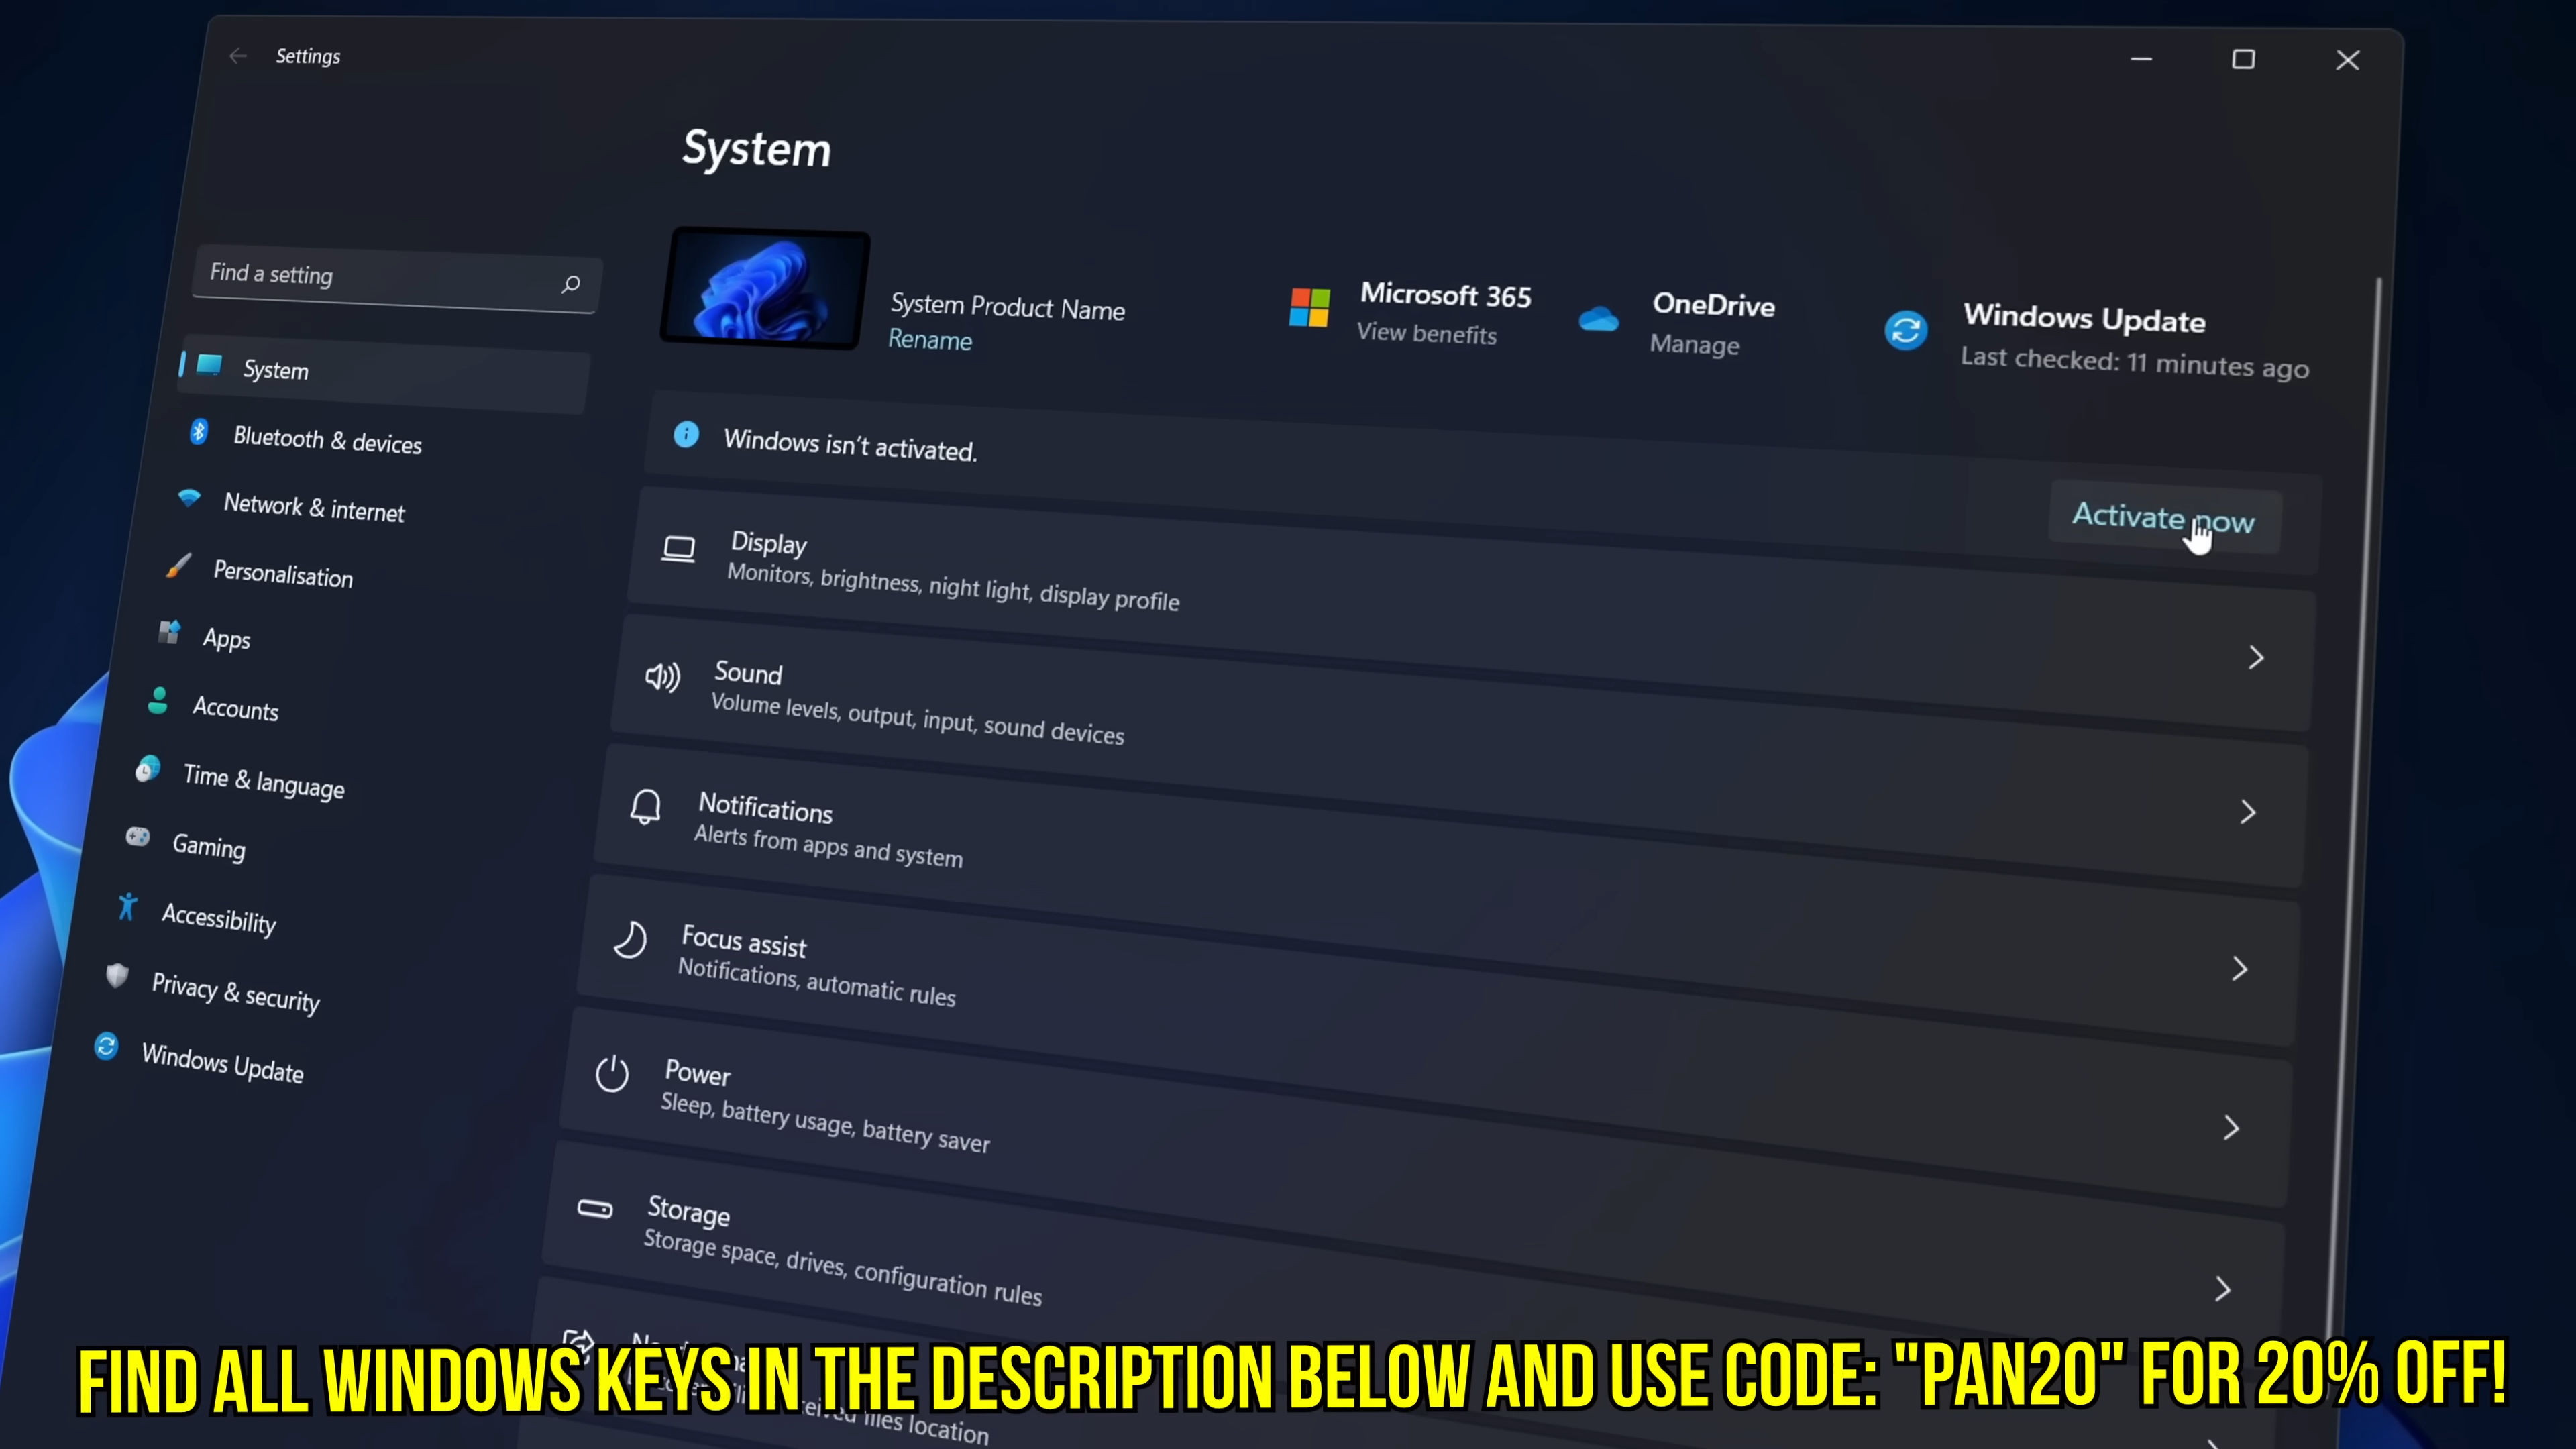 Settings
System
Find a setting
System Product Name
Rename
Microsoft 365
View benefits
OneDrive
Manage
Windows Update
Last checked: 11 minutes ago
System
Bluetooth & devices
Network & internet
Personalisation
Apps
Accounts
Time & language
Gaming
Accessibility
Privacy & security
Windows Update
Windows isn't activated.
Activate now
Display
Monitors, brightness, night light, display profile
Sound
Volume levels, output, input, sound devices
Notifications
Alerts from apps and system
Focus assist
Notifications, automatic rules
Power
Sleep, battery usage, battery saver
Storage
Storage space, drives, configuration rules
files location
FIND ALL WINDOWS KEYS IN THE DESCRIPTION BELOW AND USE CODE: "PAN20" FOR 20% OFF!